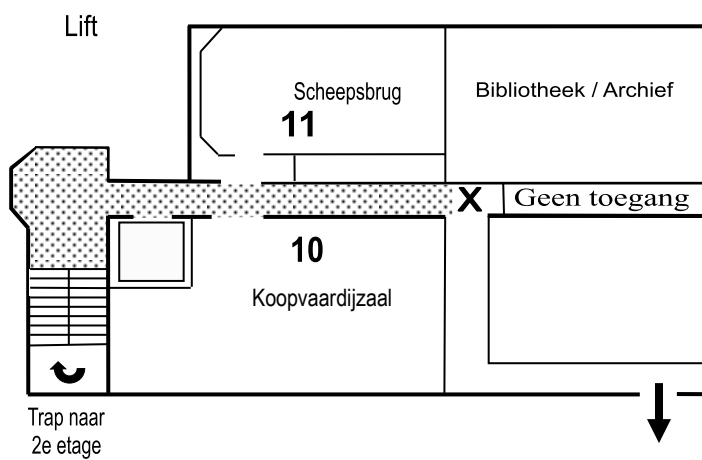 Lift
Scheepsbrug
11
Bibliotheek / Archief
X
Geen toegang
10
Koopvaardijzaal
Trap naar
2e etage